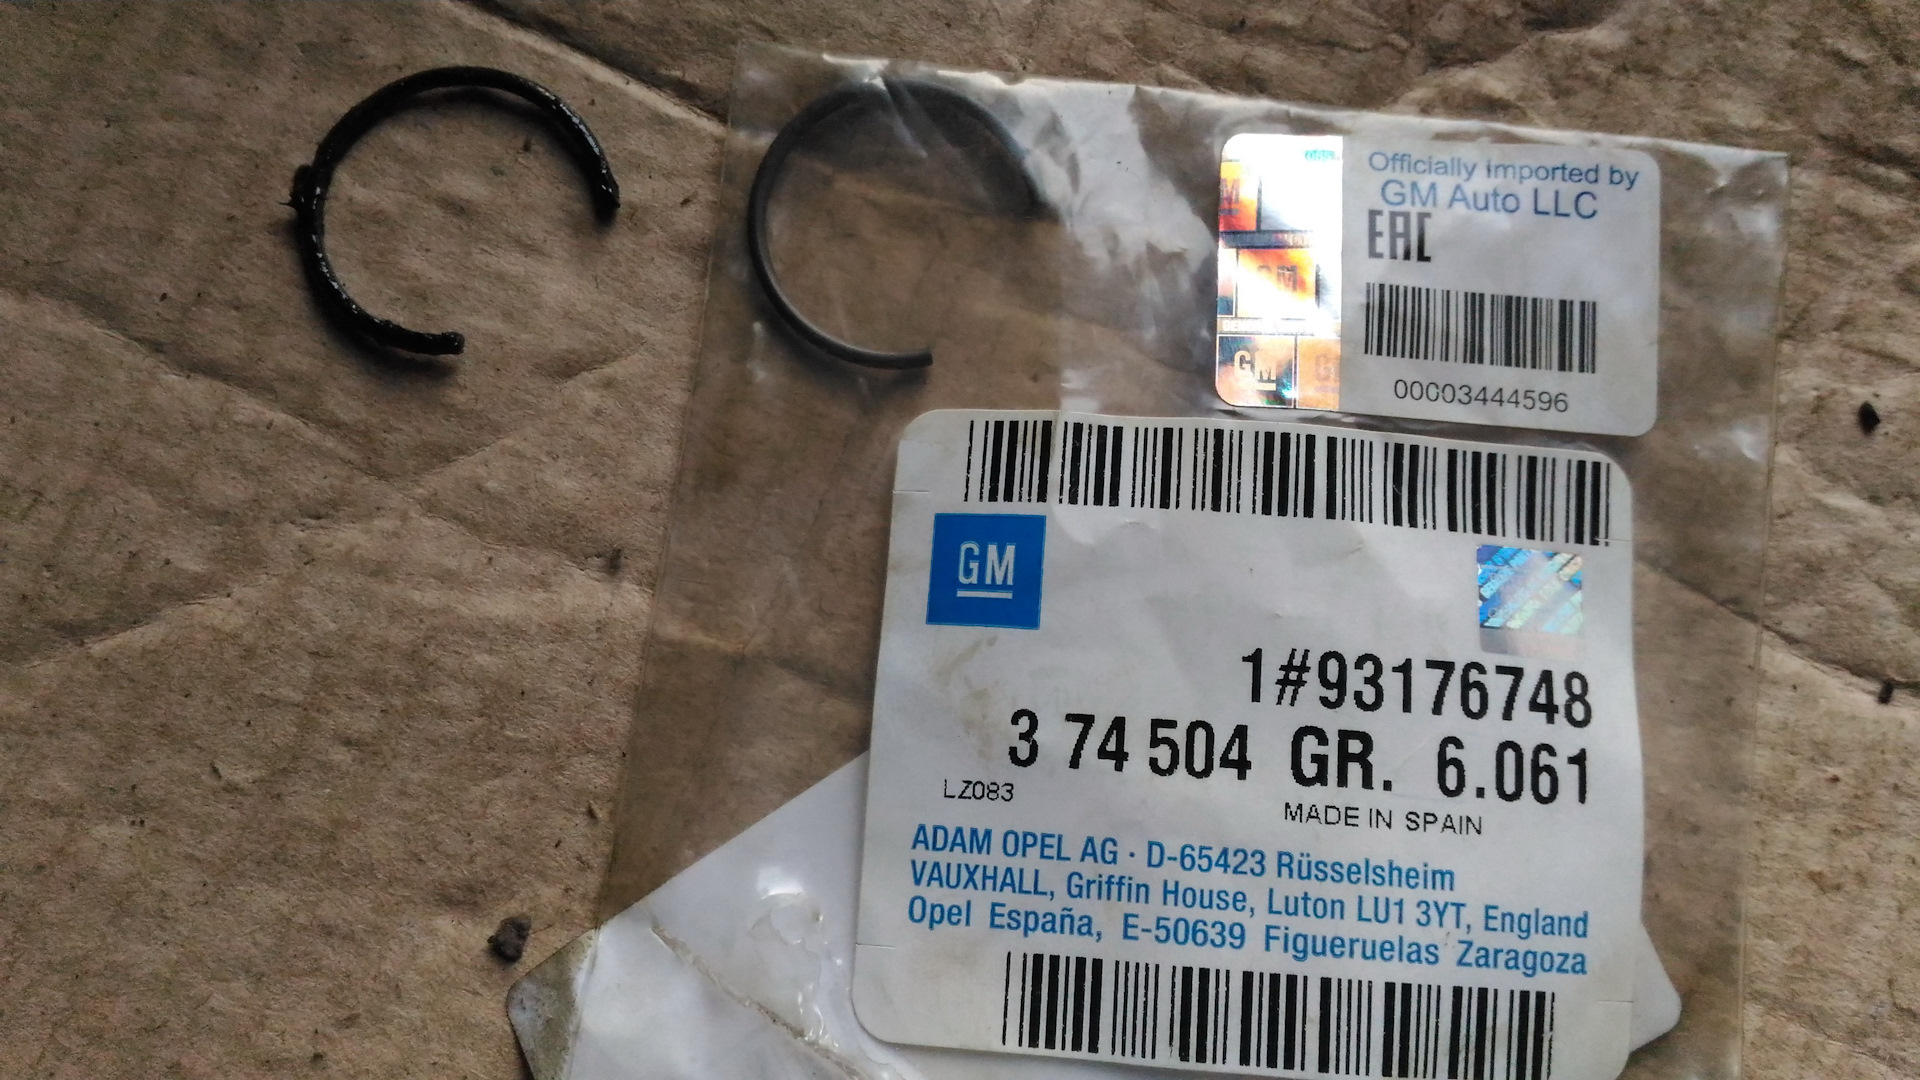 Officially Imported by
GM Auto LLC
EAC
00003444596
GM
GM
1#93176748
3 74 504 GR. 6.061
LZ083
MADE IN SPAIN
ADAM OPEL AG · D-65423 Rüsselsheim
VAUXHALL, Griffin House, Luton LU1 3YT, England
Opel España, E-50639 Figueruelas Zaragoza